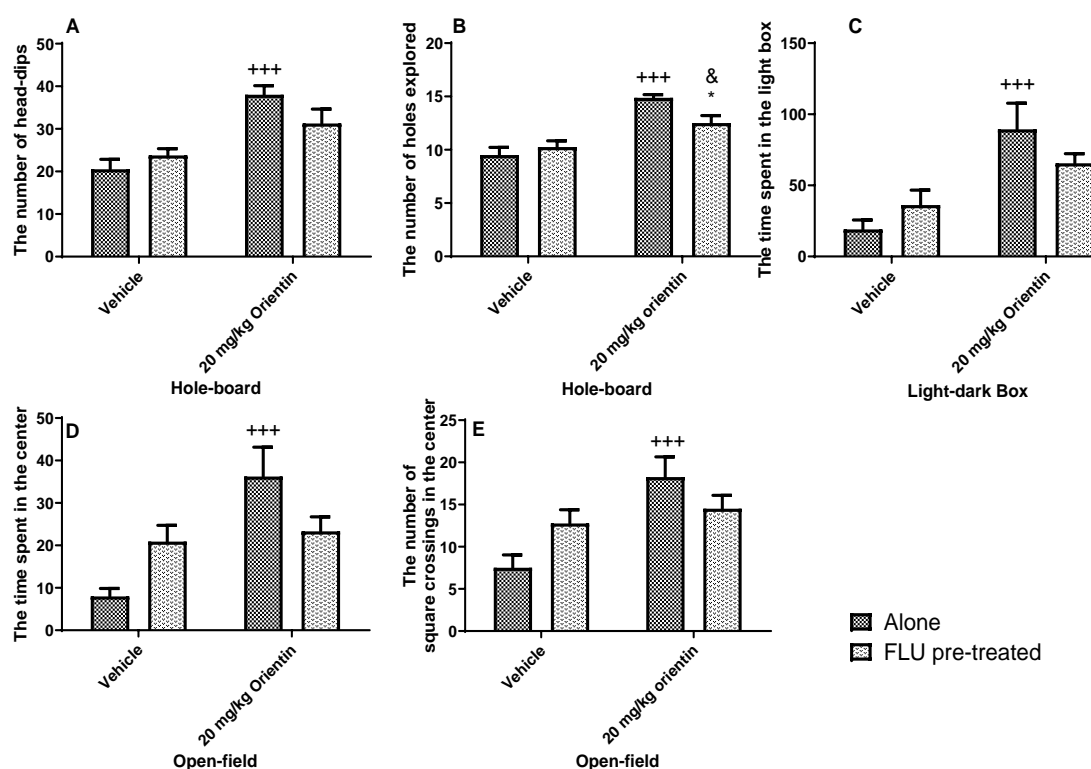 A
The number of head-dips
50
40
30
20
10
0
+++
Vehicle
20 mg/kg Orientin
Hole-board
B
The number of holes explored
20
15
10
5
0
+++
&
*
Vehicle
20 mg/kg Orientin
Hole-board
C
The time spent in the light box
150
100
50
0
+++
Vehicle
20 mg/kg Orientin
Light-dark Box
D
The time spent in the center
50
40
30
20
10
0
+++
Vehicle
20 mg/kg Orientin
Open-field
E
The number of
square crossings in the center
25
20
15
10
5
0
+++
Vehicle
20 mg/kg Orientin
Open-field
Alone
FLU pre-treated